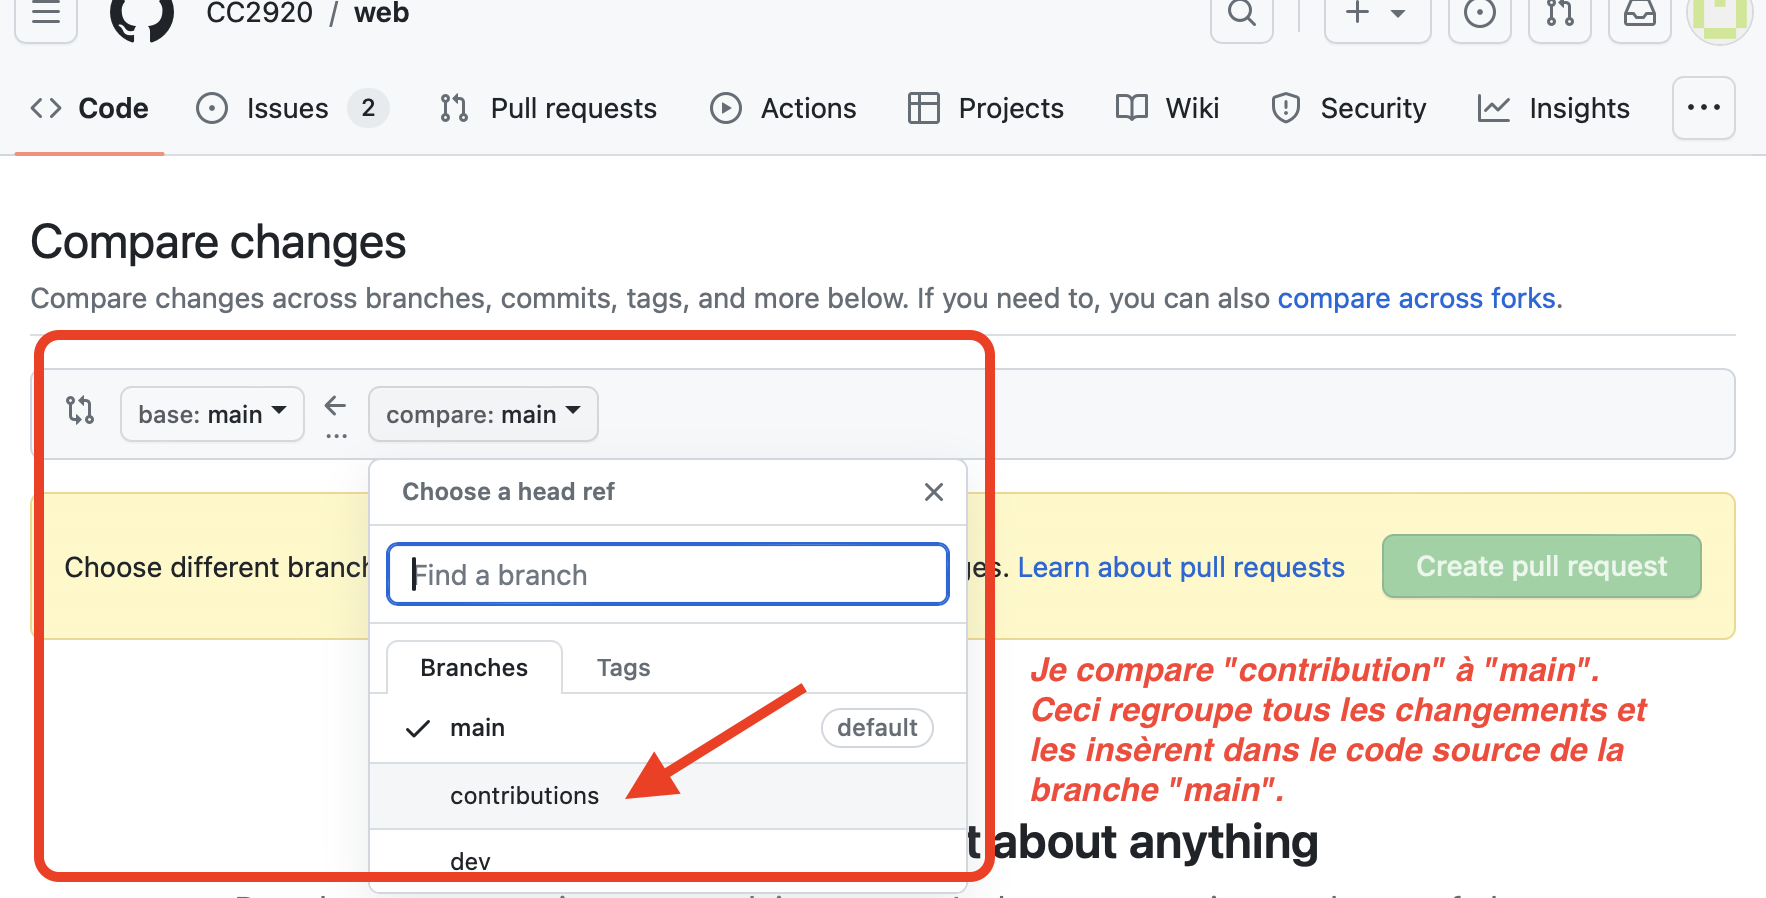 CC2920 / web
Code Issues 2 Pull requests Actions Projects Wiki Security Insights
Compare changes
Compare changes across branches, commits, tags, and more below. If you need to, you can also compare across forks.
base: main compare: main
Choose a head ref
Choose different Learn about pull requests Create pull request
Find a branch
Branches Tags
main default
contributions
dev
Je compare "contribution" à "main".
Ceci regroupe tous les changements et
les insèrent dans le code source de la
branche "main".
about anything